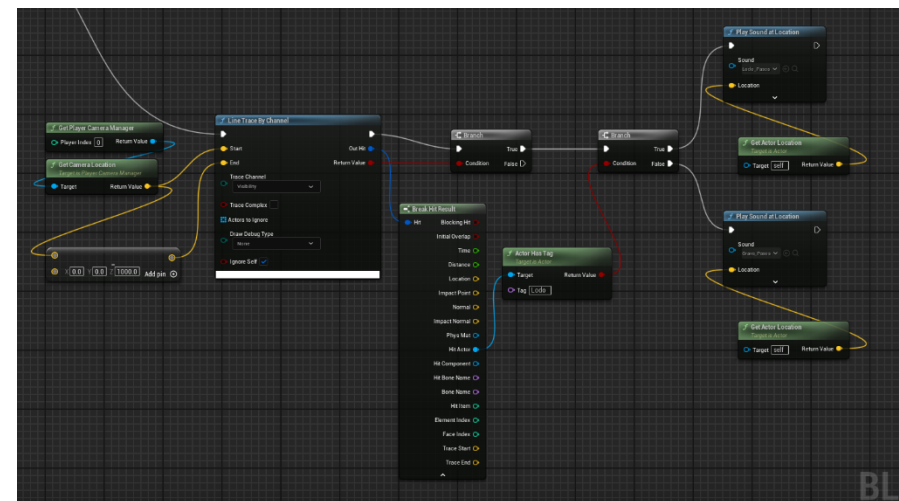 Get Player Camera Manager
Player Index 0 Return Value
Get Camera Location
Target is Player Camera Manager
Target Return Value
X 0.0 Y 0.0 Z 1000.0 Add pin
Line Trace By Channel
Start Out Hit
End Return Value
Trace Channel
Visibility
Trace Complex
Actors to Ignore
Draw Debug Type
None
Ignore Self
Break Hit Result
Hit Blocking Hit
Initial Overlap
Time
Distance
Location
Impact Point
Normal
Impact Normal
Phys Mat
Hit Actor
Hit Component
Hit Bone Name
Bone Name
Hit Item
Element Index
Face Index
Trace Start
Trace End
Branch
True
Condition False
Actor Has Tag
Target is Actor
Target Return Value
Tag Lodo
Branch
True
Condition False
Play Sound at Location
Sound
Location
Get Actor Location
Target is Actor
Target self Return Value
Play Sound at Location
Sound
Location
Get Actor Location
Target is Actor
Target self Return Value
BL